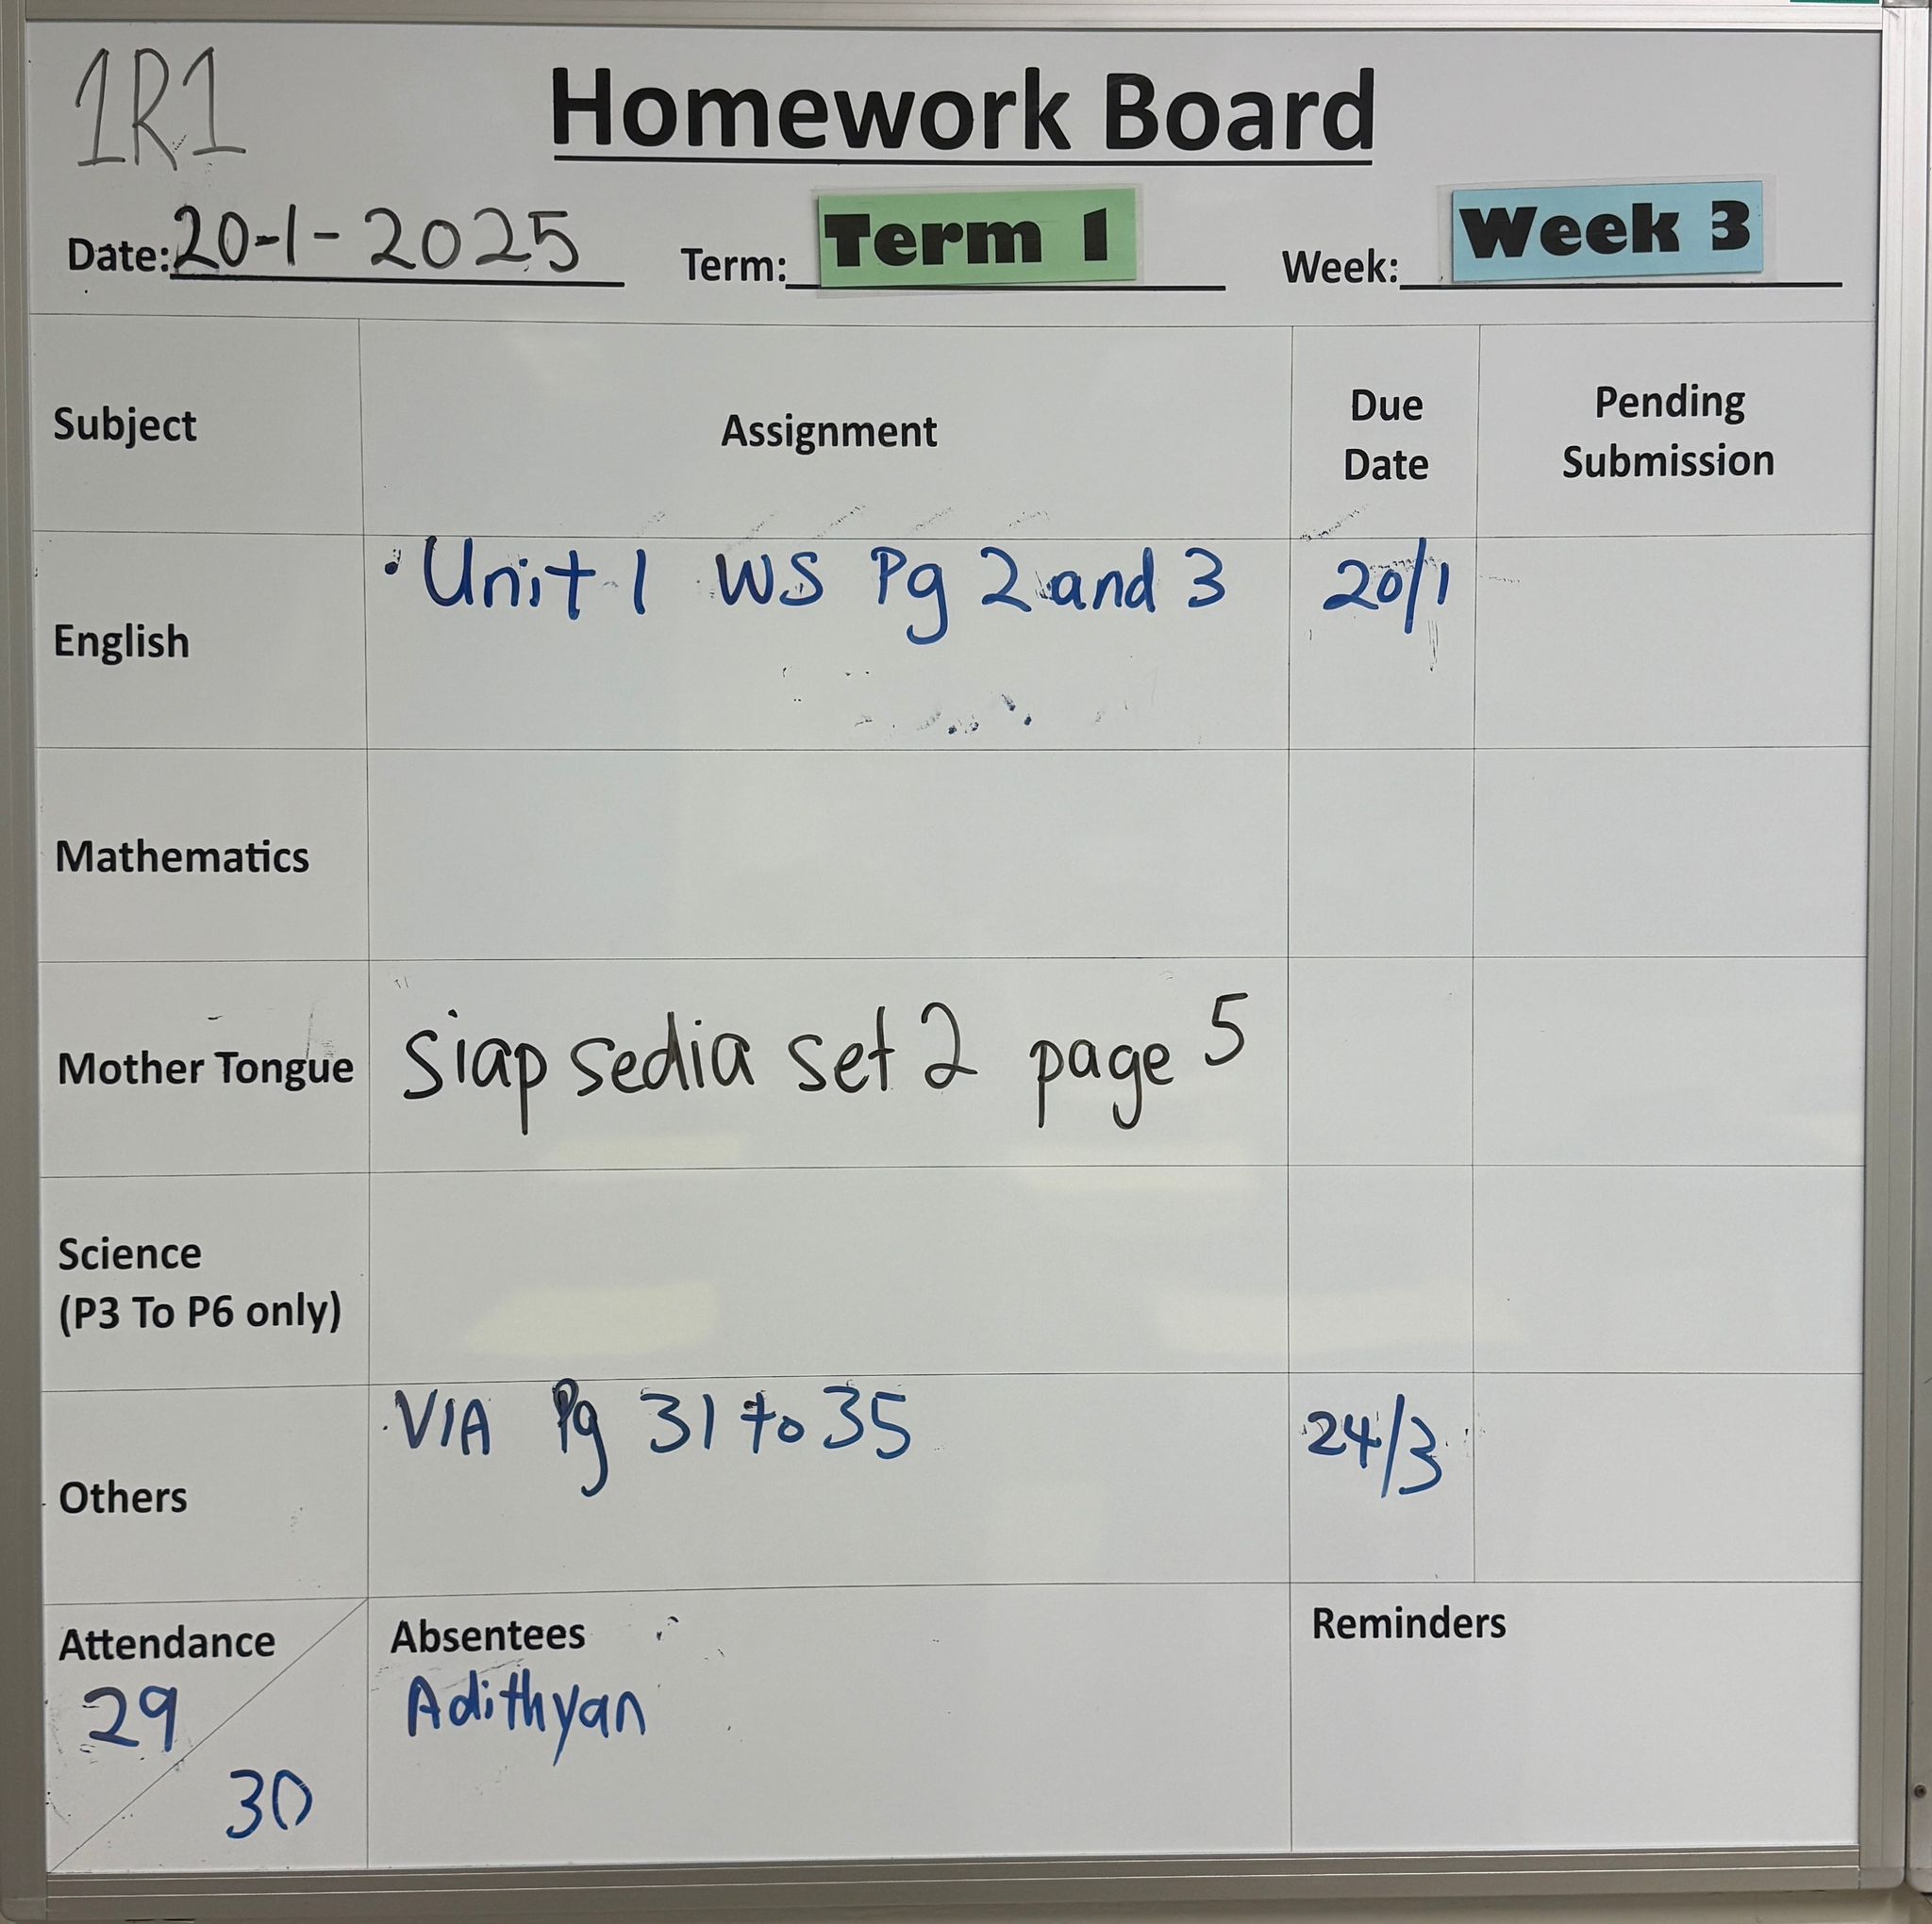 1R1
Homework Board
Date: 20-1-2025 Term: Term 1 Week: Week 3
Subject Assignment Due Date Pending Submission
English · Unit 1 WS Pg 2 and 3 20/1
Mathematics
Mother Tongue siap sedia set 2 page 5
Science
(P3 To P6 only)
Others VIA Pg 31 to 35 24/3
Attendance Absentees Reminders
29 Adithyan
30